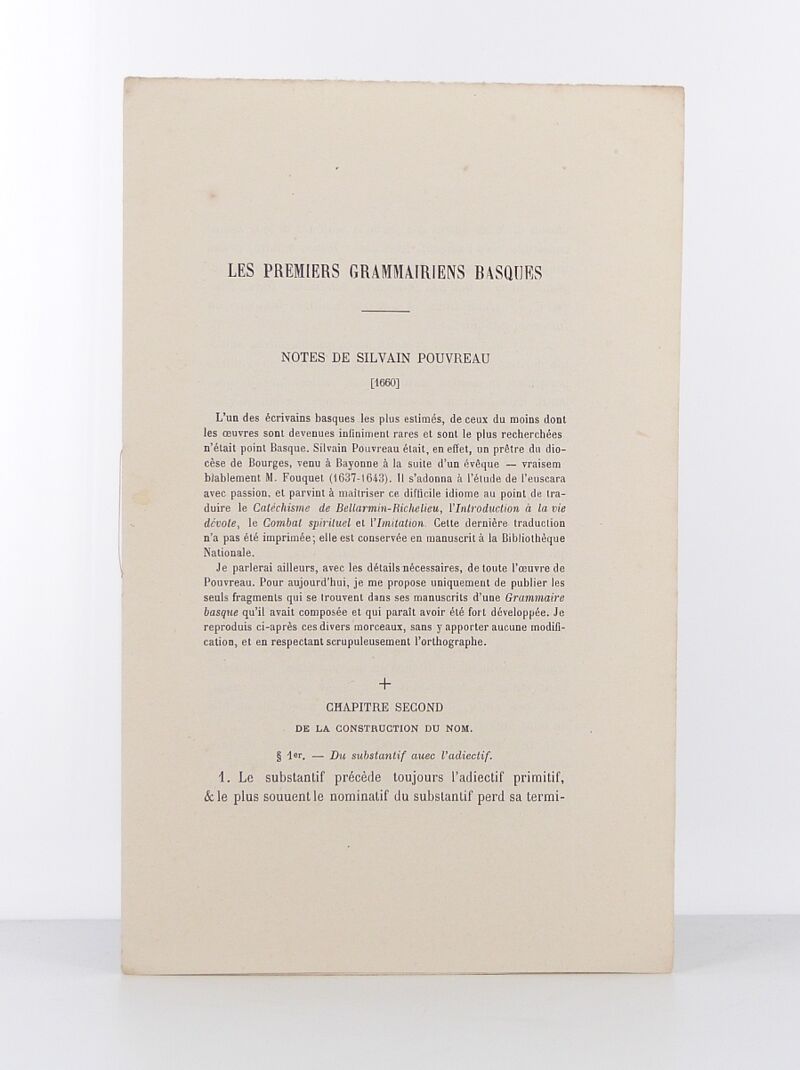 LES PREMIERS GRAMMAIRIENS BASQUES
NOTES DE SILVAIN POUVREAU
[1660]
L'un des écrivains basques les plus estimés, de ceux du moins dont
les œuvres sont devenues infiniment rares et sont le plus recherchées
n'était point Basque. Silvain Pouvreau était, en effet, un prêtre du dio-
cèse de Bourges, venu à Bayonne à la suite d'un évêque — vraisem
blablement M. Fouquet (1637-1643). Il s'adonna à l'étude de l'euscara
avec passion, et parvint à maîtriser ce difficile idiome au point de tra-
duire le Catéchisme de Bellarmin-Richelieu, l'Introduction à la vie
dévote, le Combat spirituel et l'Imitation. Cette dernière traduction
n'a pas été imprimée; elle est conservée en manuscrit à la Bibliothèque
Nationale.
Je parlerai ailleurs, avec les détails nécessaires, de toute l'œuvre de
Pouvreau. Pour aujourd'hui, je me propose uniquement de publier les
seuls fragments qui se trouvent dans ses manuscrits d'une Grammaire
basque qu'il avait composée et qui paraît avoir été fort développée. Je
reproduis ci-après ces divers morceaux, sans y apporter aucune modifi-
cation, et en respectant scrupuleusement l'orthographe.
+
CHAPITRE SECOND
DE LA CONSTRUCTION DU NOM.
§ 1er. — Du substantif auec l'adiectif.
1. Le substantif précède toujours l'adiectif primitif,
& le plus souuent le nominatif du substantif perd sa termi-